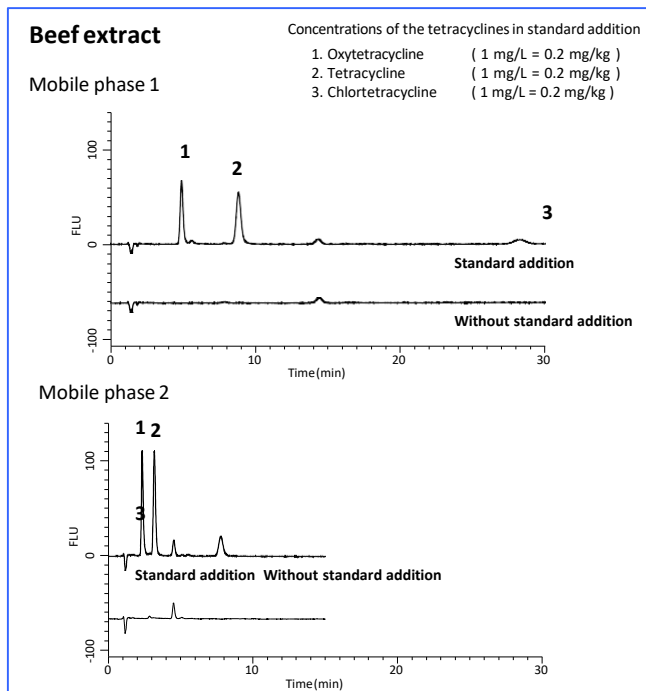 Beef extract
Concentrations of the tetracyclines in standard addition
1. Oxytetracycline ( 1 mg/L = 0.2 mg/kg )
2. Tetracycline ( 1 mg/L = 0.2 mg/kg )
3. Chlortetracycline ( 1 mg/L = 0.2 mg/kg )
Mobile phase 1
100
1
2
3
FLU
0
Standard addition
Without standard addition
-100
0 10 20 30
Time(min)
Mobile phase 2
1 2
100
3
FLU
0
Standard addition Without standard addition
-100
0 10 20 30
Time(min)